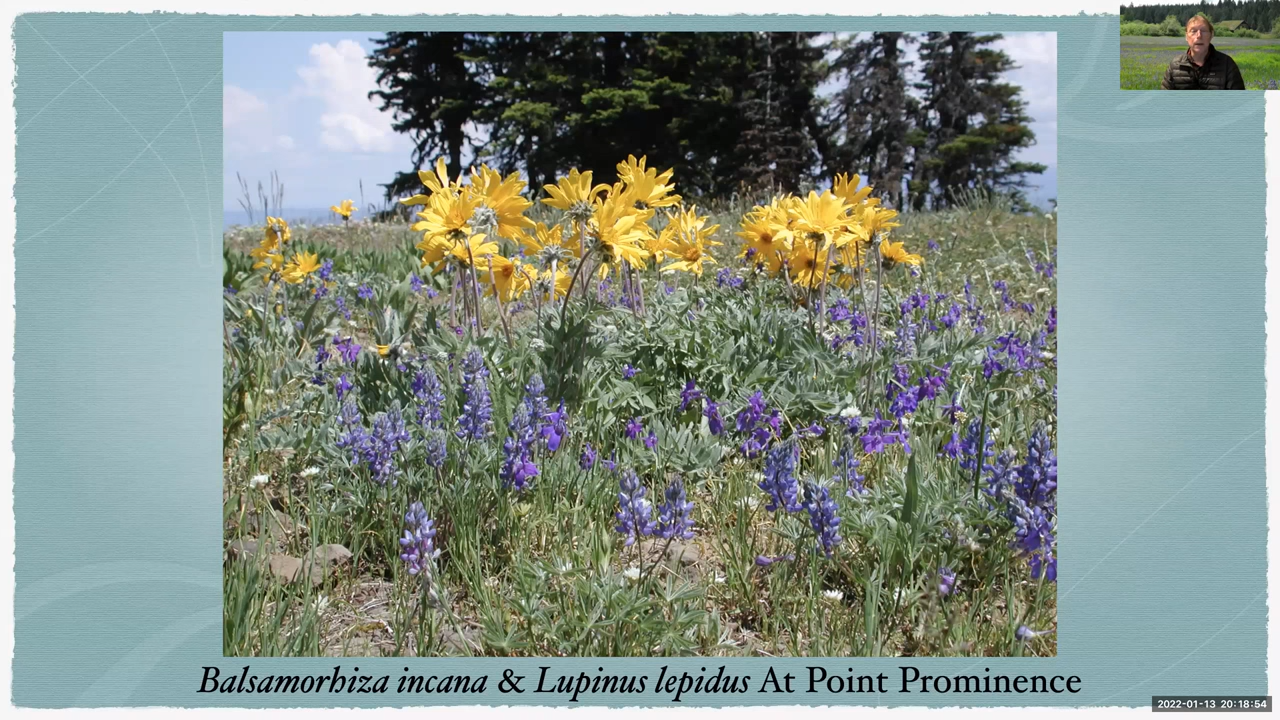 Balsamorhiza incana & Lupinus lepidus At Point Prominence
2022-01-13 20:18:54